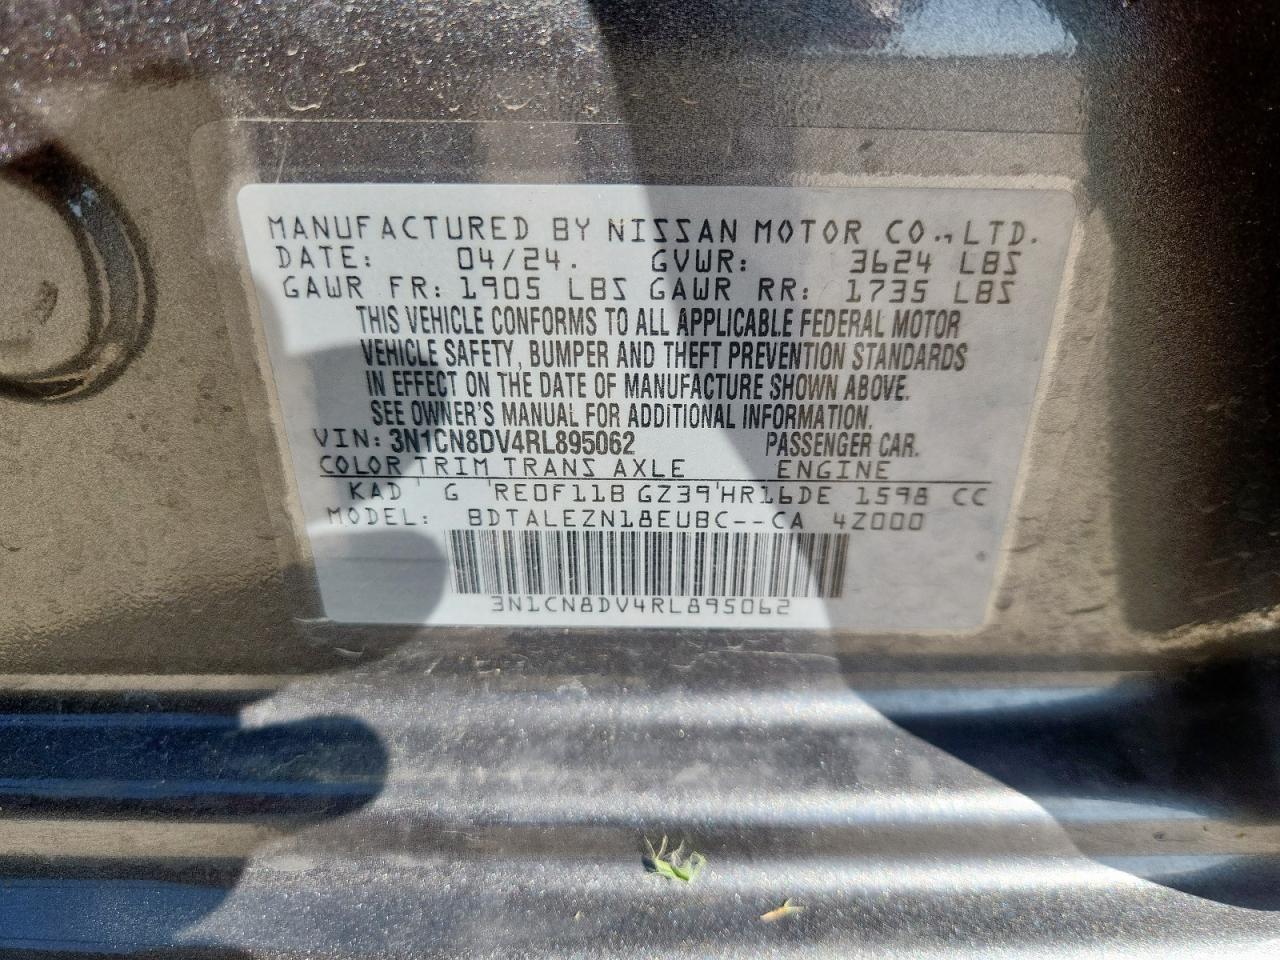 MANUFACTURED BY NISSAN MOTOR CO., LTD.
DATE: 04/24. GVWR: 3624 LBS
GAWR FR: 1905 LBS GAWR RR: 1735 LBS
THIS VEHICLE CONFORMS TO ALL APPLICABLE FEDERAL MOTOR
VEHICLE SAFETY, BUMPER AND THEFT PREVENTION STANDARDS
IN EFFECT ON THE DATE OF MANUFACTURE SHOWN ABOVE.
SEE OWNER'S MANUAL FOR ADDITIONAL INFORMATION.
VIN: 3N1CN8DV4RL895062 PASSENGER CAR.
COLOR TRIM TRANS AXLE ENGINE
KAD G RE0F11B GZ39 HR16DE 1598 CC
MODEL: BDTALEZN18EUBC--CA 4Z000
3N1CN8DV4RL895062